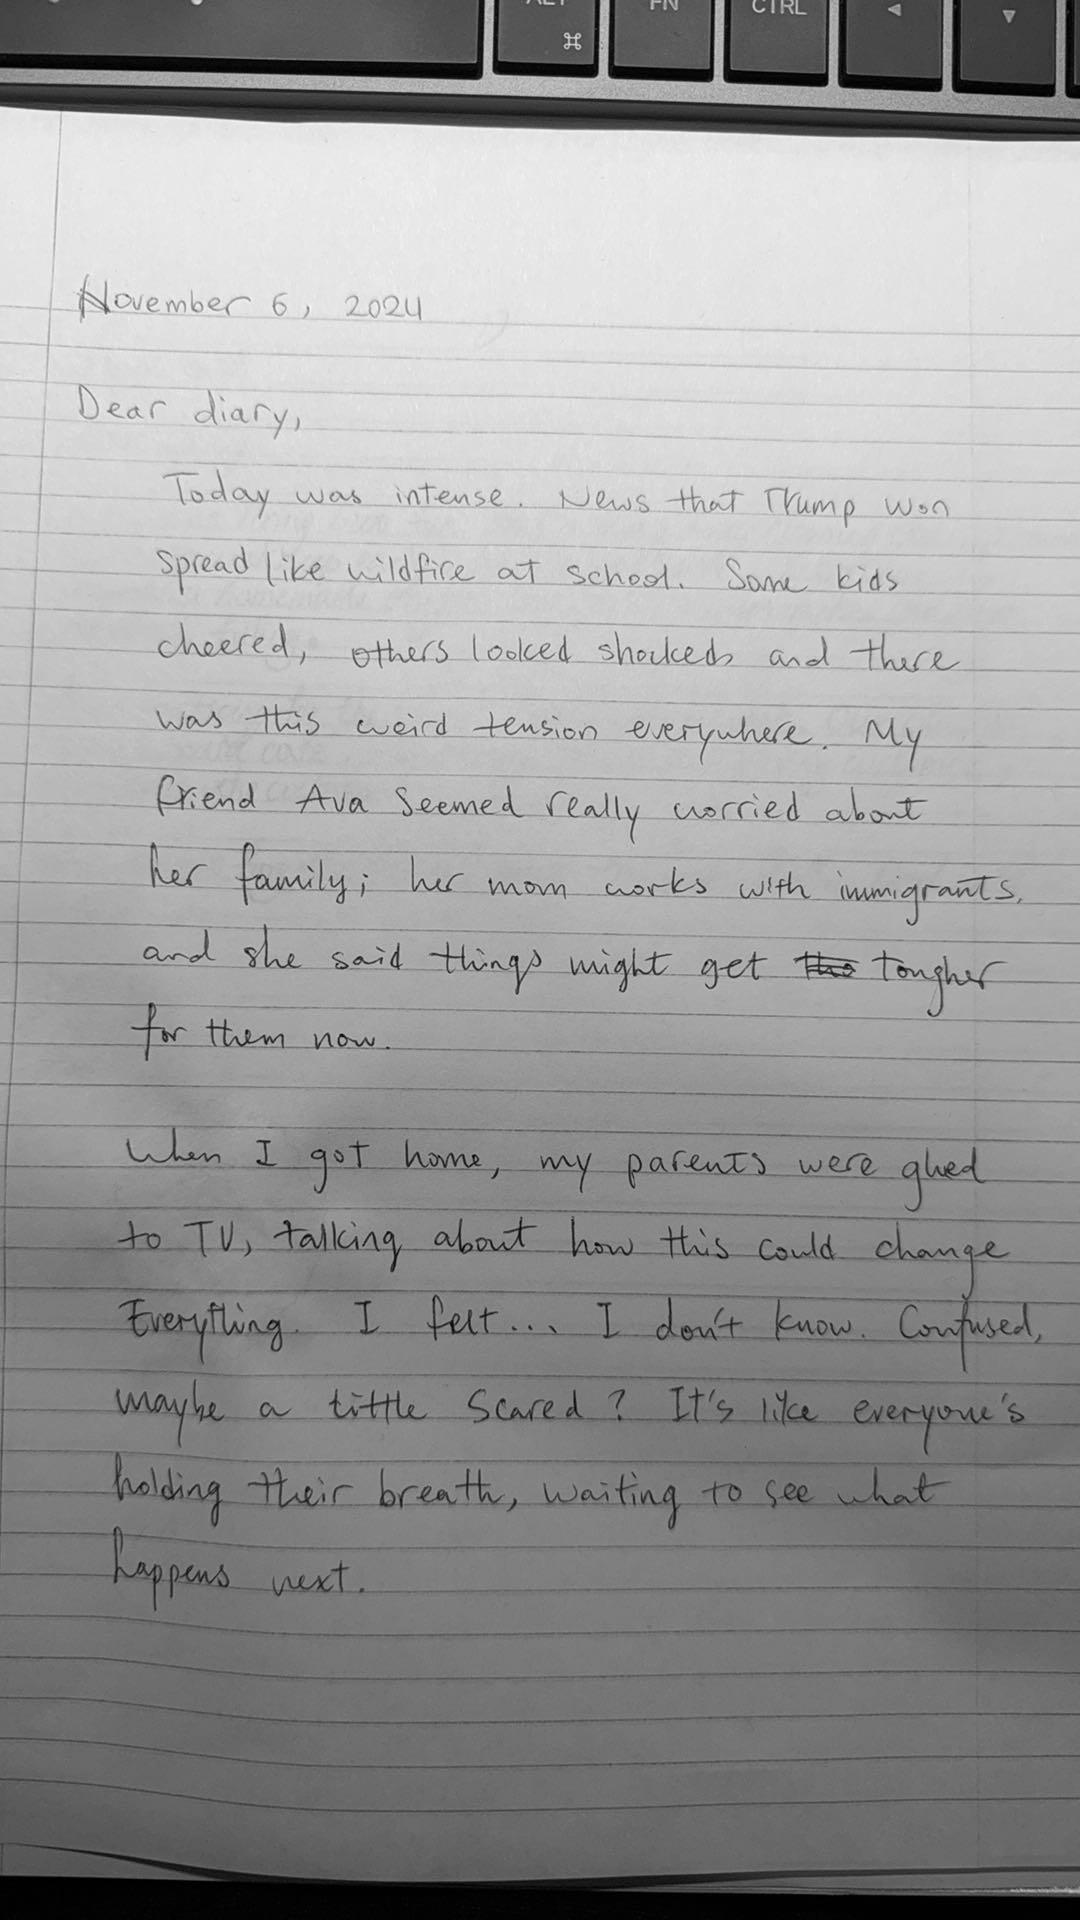 ALT
⌘
FN
CTRL
◄
▼
November 6, 2024
Dear diary,
Today was intense. News that Trump won
spread like wildfire at school. Some kids
cheered, others looked shocked and there
was this weird tension everywhere. My
friend Ava seemed really worried about
her family; her mom works with immigrants,
and she said things might get tougher
for them now.
When I got home, my parents were glued
to TV, talking about how this could change
Everything. I felt... I don't know. Confused,
maybe a little scared? It's like everyone's
holding their breath, waiting to see what
happens next.